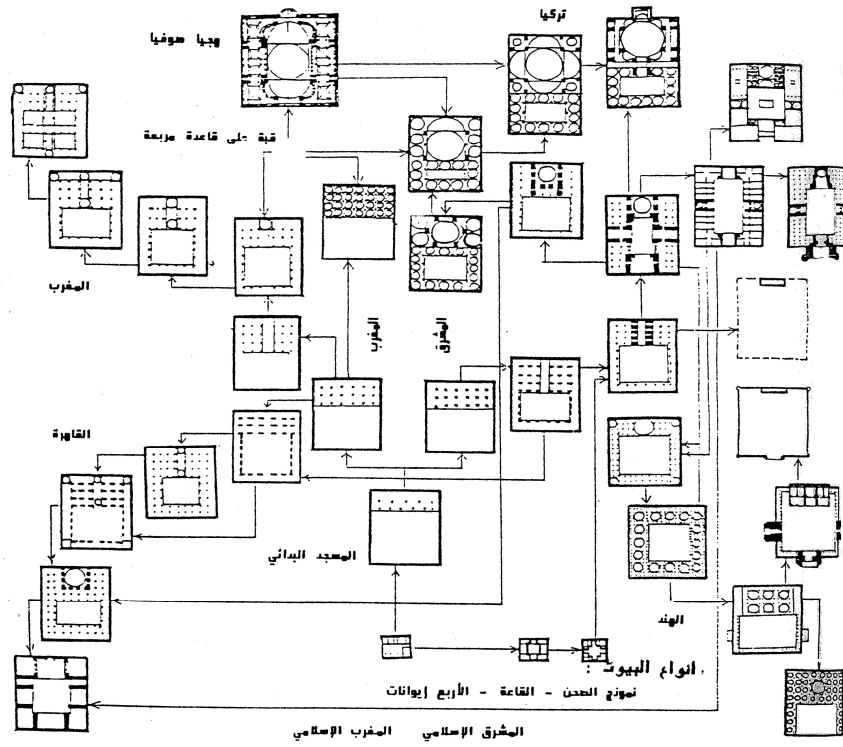 تركيا
وجيا صوفيا
قبة على قاعدة مربعة
المغرب
المغرب
المشرق
القاهرة
المسجد البدائي
الهند
أنواع البيوت :
نموذج الصحن - القاعة - الأربع إيوانات
المشرق الإسلامي المغرب الإسلامي